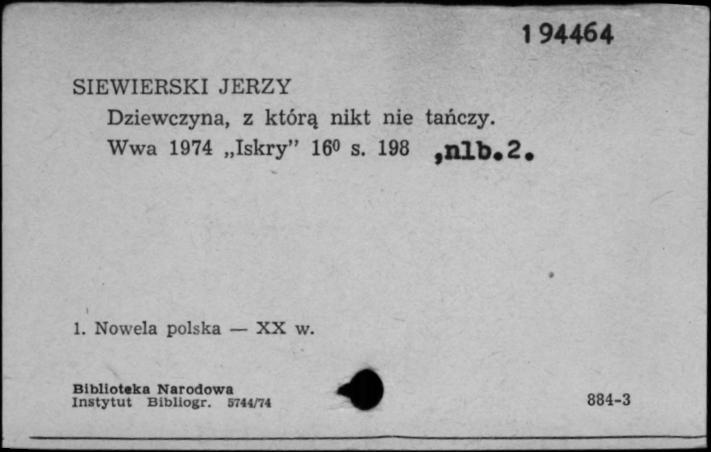 194464
SIEWIERSKI JERZY
Dziewczyna, z którą nikt nie tańczy.
Wwa 1974 „Iskry” 16⁰ s. 198 ,nlb.2.
1. Nowela polska — XX w.
Biblioteka Narodowa
Instytut Bibliogr. 5744/74
884-3